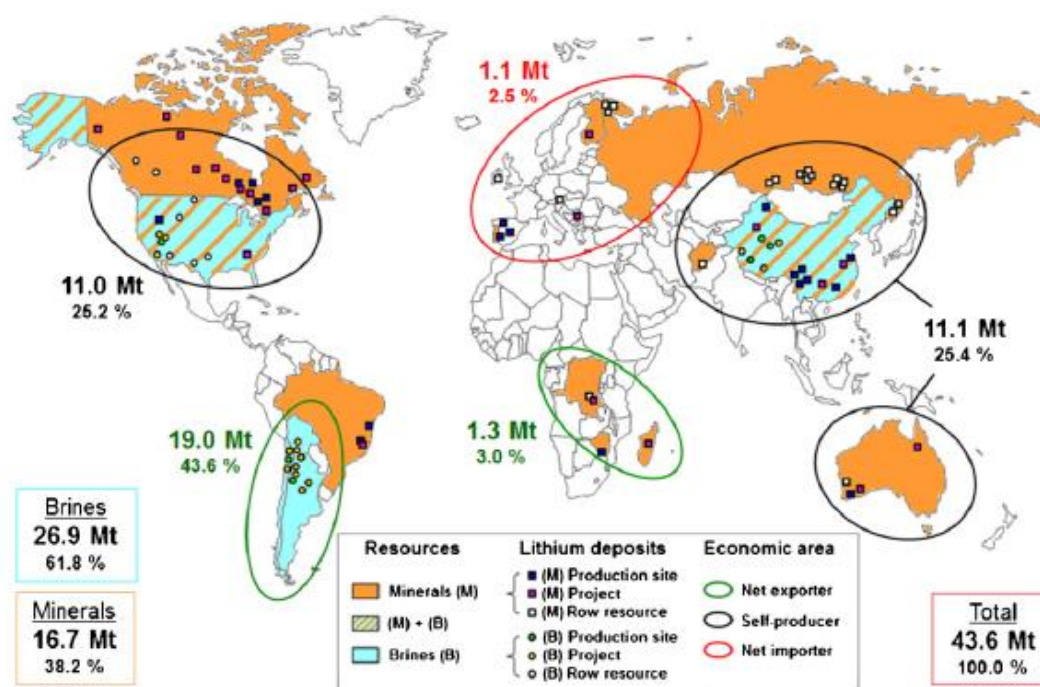 1.1 Mt
2.5 %
11.0 Mt
25.2 %
11.1 Mt
25.4 %
19.0 Mt
43.6 %
1.3 Mt
3.0 %
Brines
26.9 Mt
61.8 %
Minerals
16.7 Mt
38.2 %
Resources
Minerals (M)
(M) + (B)
Brines (B)
Lithium deposits
(M) Production site
(M) Project
(M) Row resource
(B) Production site
(B) Project
(B) Row resource
Economic area
Net exporter
Self-producer
Net importer
Total
43.6 Mt
100.0 %